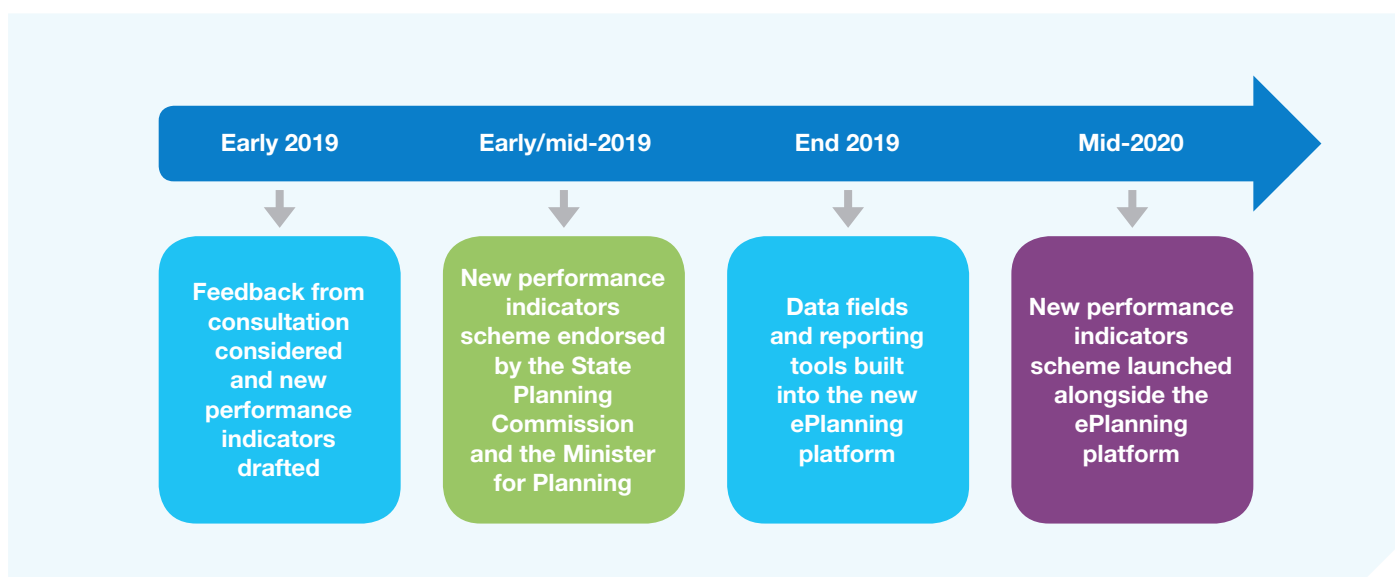 Early 2019
Early/mid-2019
End 2019
Mid-2020
Feedback from
consultation
considered
and new
performance
indicators
drafted
New performance
indicators
scheme endorsed
by the State
Planning
Commission
and the Minister
for Planning
Data fields
and reporting
tools built
into the new
ePlanning
platform
New performance
indicators
scheme launched
alongside the
ePlanning
platform